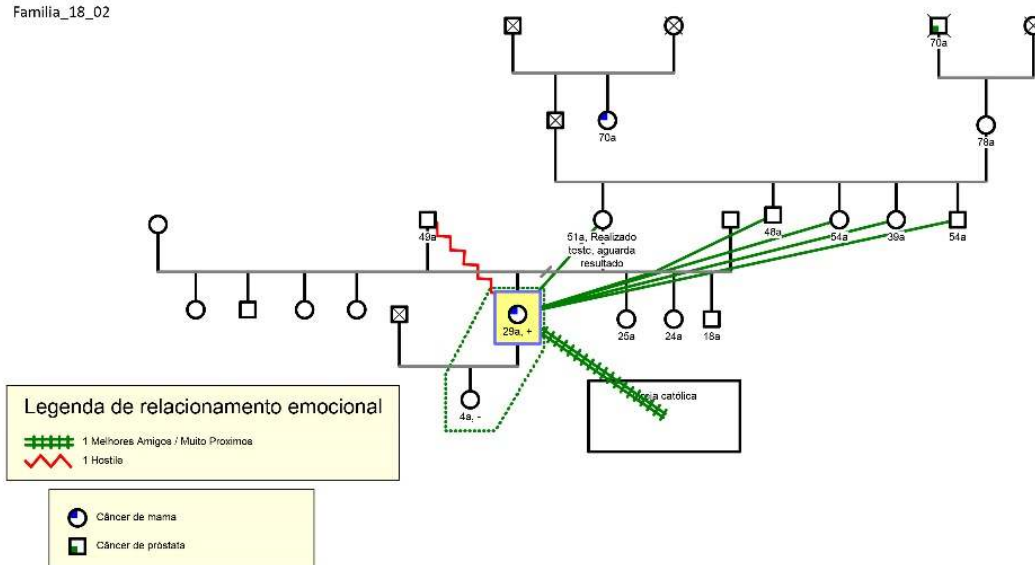 Familia_18_02
70a
70a
78a
49a
51a, Realizado
teste, aguarda
resultado
48a
54a
39a
54a
29a, +
25a
24a
18a
4a, -
católica
Legenda de relacionamento emocional
1 Melhores Amigos / Muito Proximos
1 Hostile
Câncer de mama
Câncer de próstata